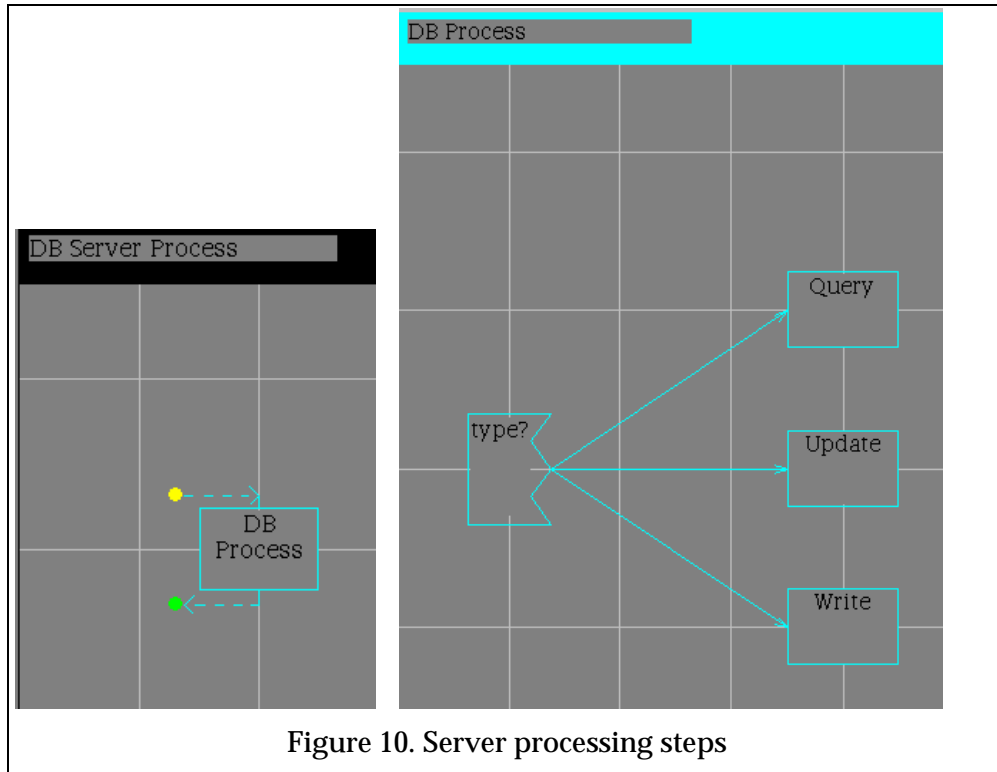 DB Server Process
DB
Process
DB Process
type?
Query
Update
Write
Figure 10. Server processing steps